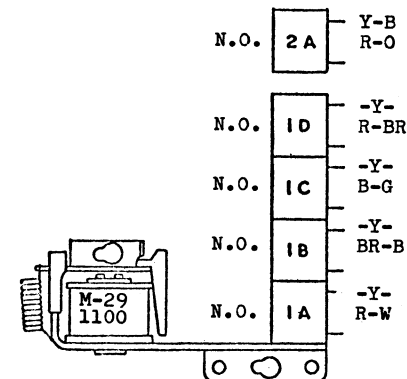 Y-B
N.O. 2A R-O
-Y-
N.O. 1D R-BR
-Y-
N.O. 1C B-G
-Y-
N.O. 1B BR-B
M-29
1100
-Y-
N.O. 1A R-W